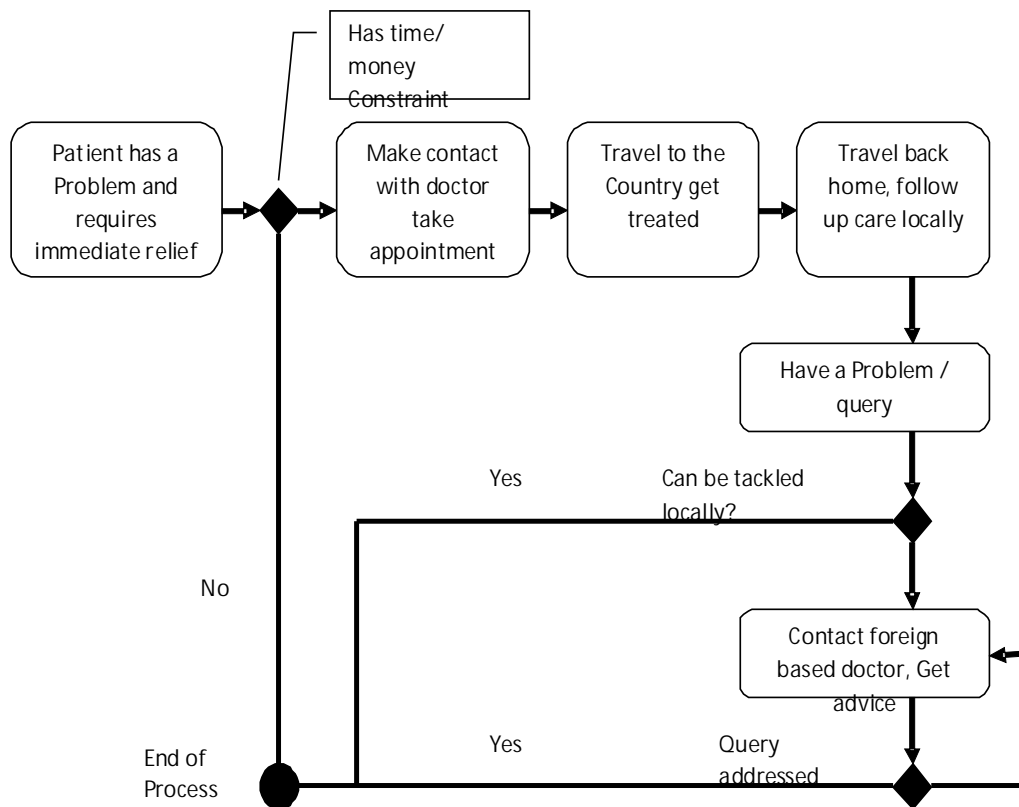 Has time/
money
Constraint
Patient has a
Problem and
requires
immediate relief
Make contact
with doctor
take
appointment
Travel to the
Country get
treated
Travel back
home, follow
up care locally
Have a Problem /
query
Yes
Can be tackled
locally?
No
Contact foreign
based doctor, Get
advice
End of
Process
Yes
Query
addressed